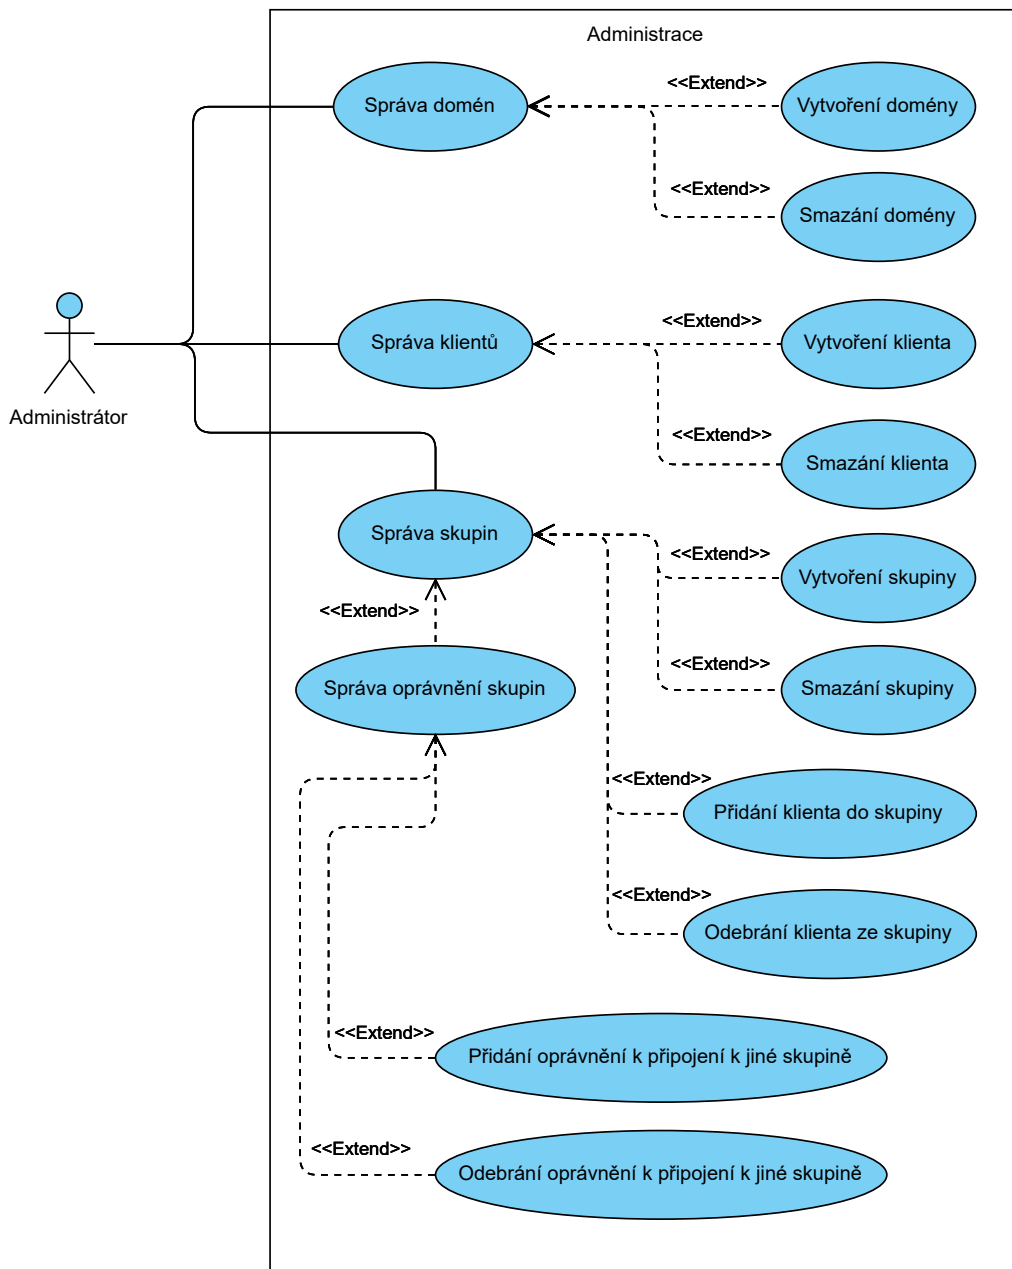 Administrace
<<Extend>>
Správa domén
Vytvoření domény
<<Extend>>
Smazání domény
<<Extend>>
Správa klientů
Vytvoření klienta
Administrátor
<<Extend>>
Smazání klienta
<<Extend>>
Správa skupin
Vytvoření skupiny
<<Extend>>
<<Extend>>
Správa oprávnění skupin
Smazání skupiny
<<Extend>>
Přidání klienta do skupiny
<<Extend>>
Odebrání klienta ze skupiny
<<Extend>>
Přidání oprávnění k připojení k jiné skupině
<<Extend>>
Odebrání oprávnění k připojení k jiné skupině